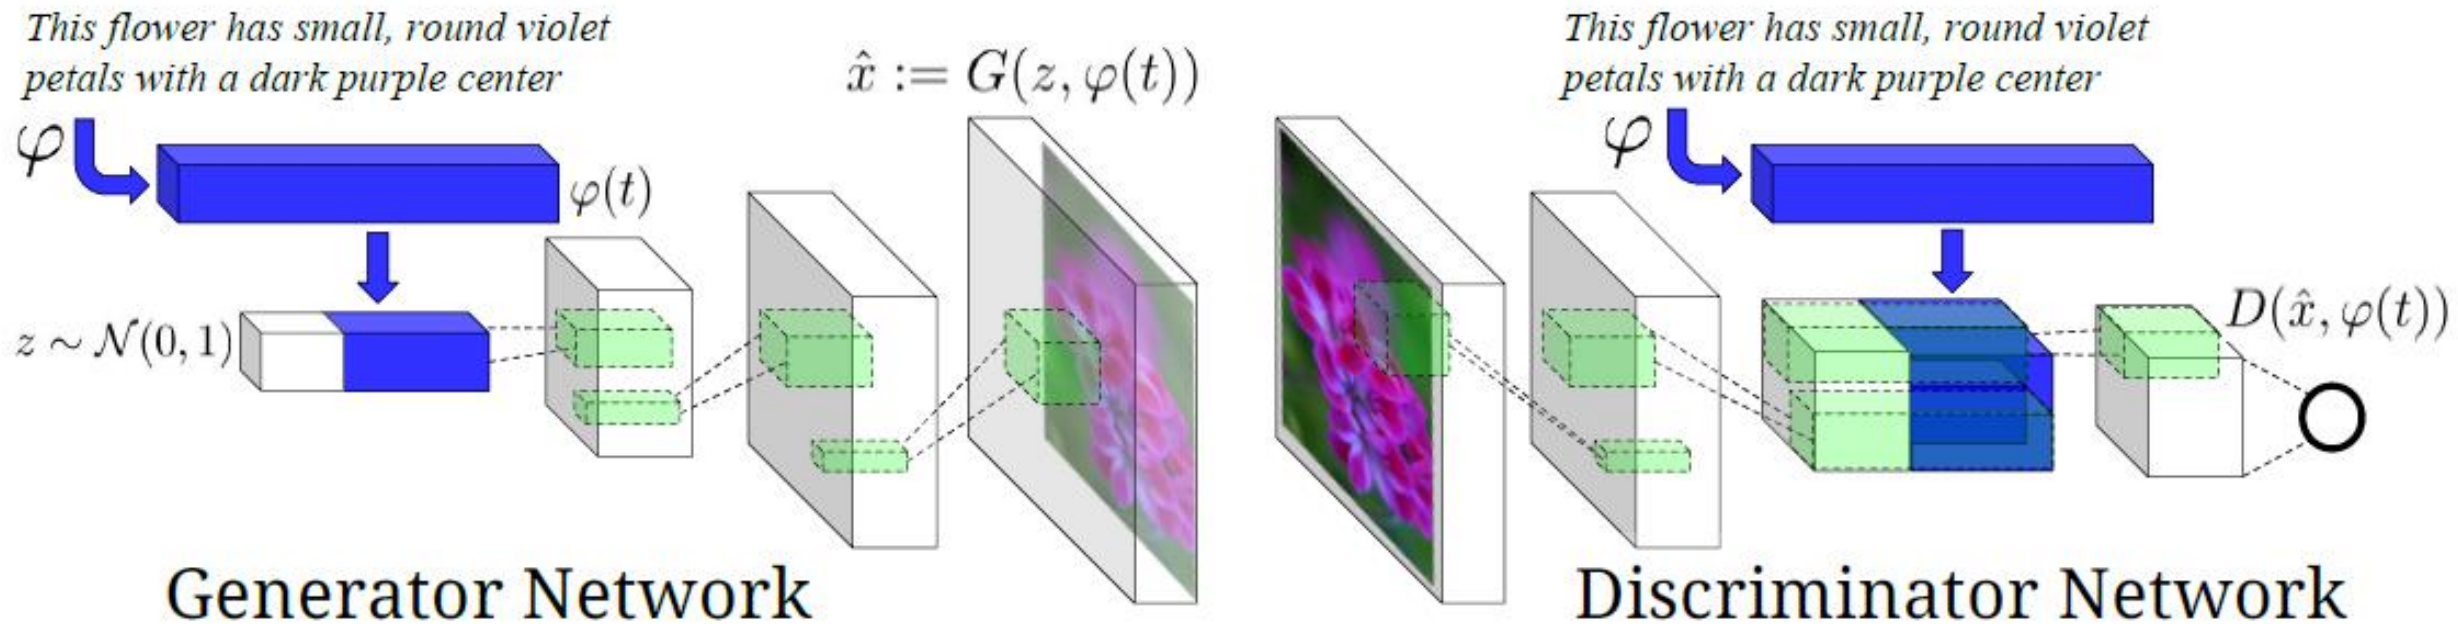 This flower has small, round violet
petals with a dark purple center
φ
φ(t)
z ∼ 𝒩(0, 1)
x̂ := G(z, φ(t))
Generator Network
This flower has small, round violet
petals with a dark purple center
φ
D(x̂, φ(t))
Discriminator Network